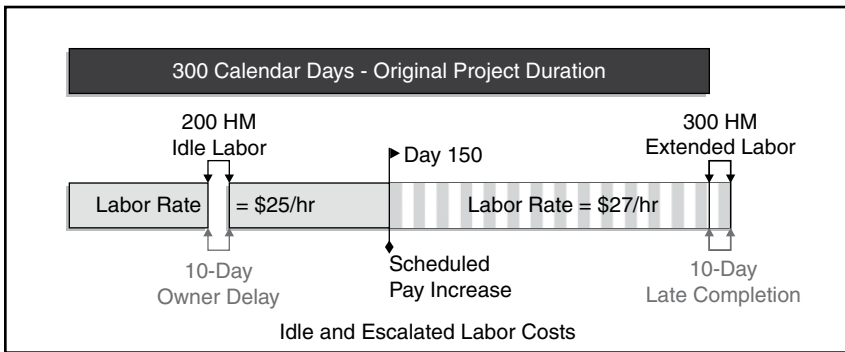 300 Calendar Days - Original Project Duration
200 HM
Idle Labor
Day 150
300 HM
Extended Labor
Labor Rate = $25/hr
Labor Rate = $27/hr
10-Day
Owner Delay
Scheduled
Pay Increase
10-Day
Late Completion
Idle and Escalated Labor Costs